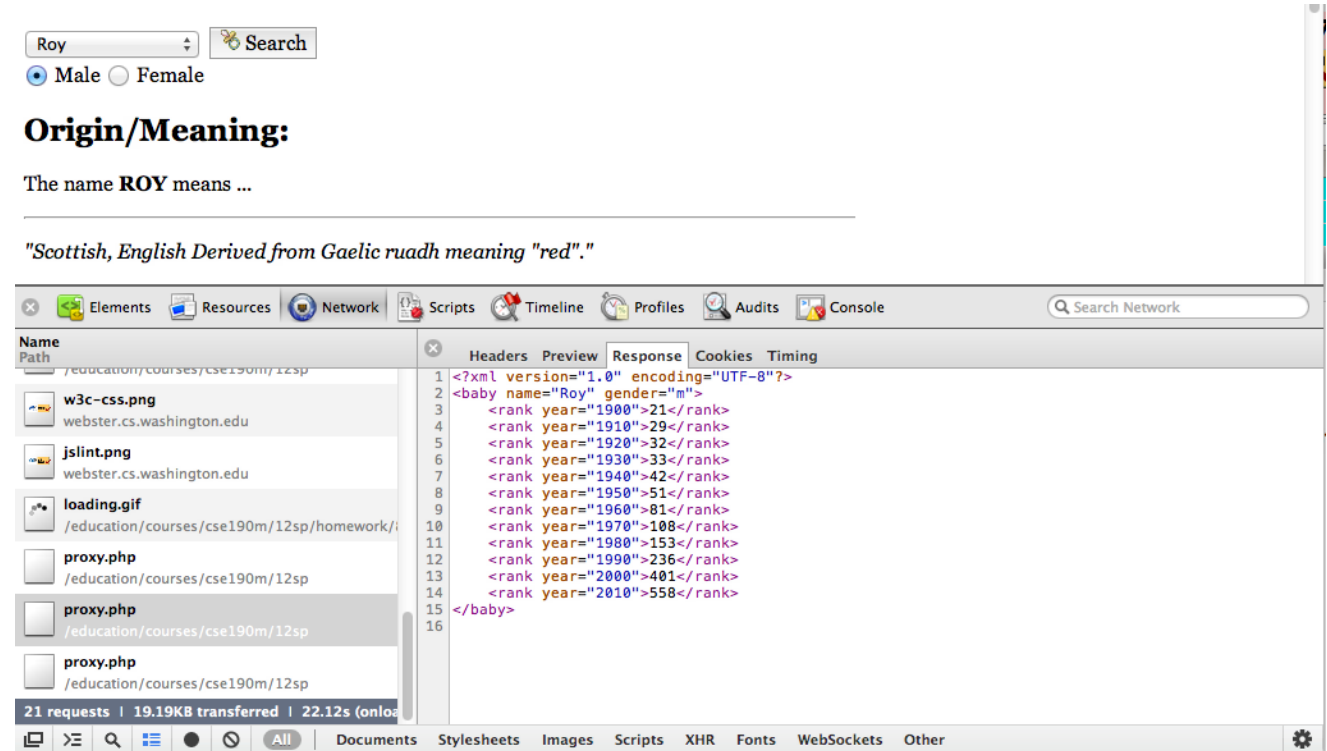 Roy
Search
Male Female
Origin/Meaning:
The name ROY means ...
"Scottish, English Derived from Gaelic ruadh meaning "red"."
Elements Resources Network Scripts Timeline Profiles Audits Console Search Network
Name
Path
/education/courses/cse190m/12sp
w3c-css.png
webster.cs.washington.edu
jslint.png
webster.cs.washington.edu
loading.gif
/education/courses/cse190m/12sp/homework/
proxy.php
/education/courses/cse190m/12sp
proxy.php
/education/courses/cse190m/12sp
proxy.php
/education/courses/cse190m/12sp
21 requests | 19.19KB transferred | 22.12s (onloa
Headers Preview Response Cookies Timing
1 <?xml version="1.0" encoding="UTF-8"?>
2 <baby name="Roy" gender="m">
3 <rank year="1900">21</rank>
4 <rank year="1910">29</rank>
5 <rank year="1920">32</rank>
6 <rank year="1930">33</rank>
7 <rank year="1940">42</rank>
8 <rank year="1950">51</rank>
9 <rank year="1960">81</rank>
10 <rank year="1970">108</rank>
11 <rank year="1980">153</rank>
12 <rank year="1990">236</rank>
13 <rank year="2000">401</rank>
14 <rank year="2010">558</rank>
15 </baby>
16
All Documents Stylesheets Images Scripts XHR Fonts WebSockets Other